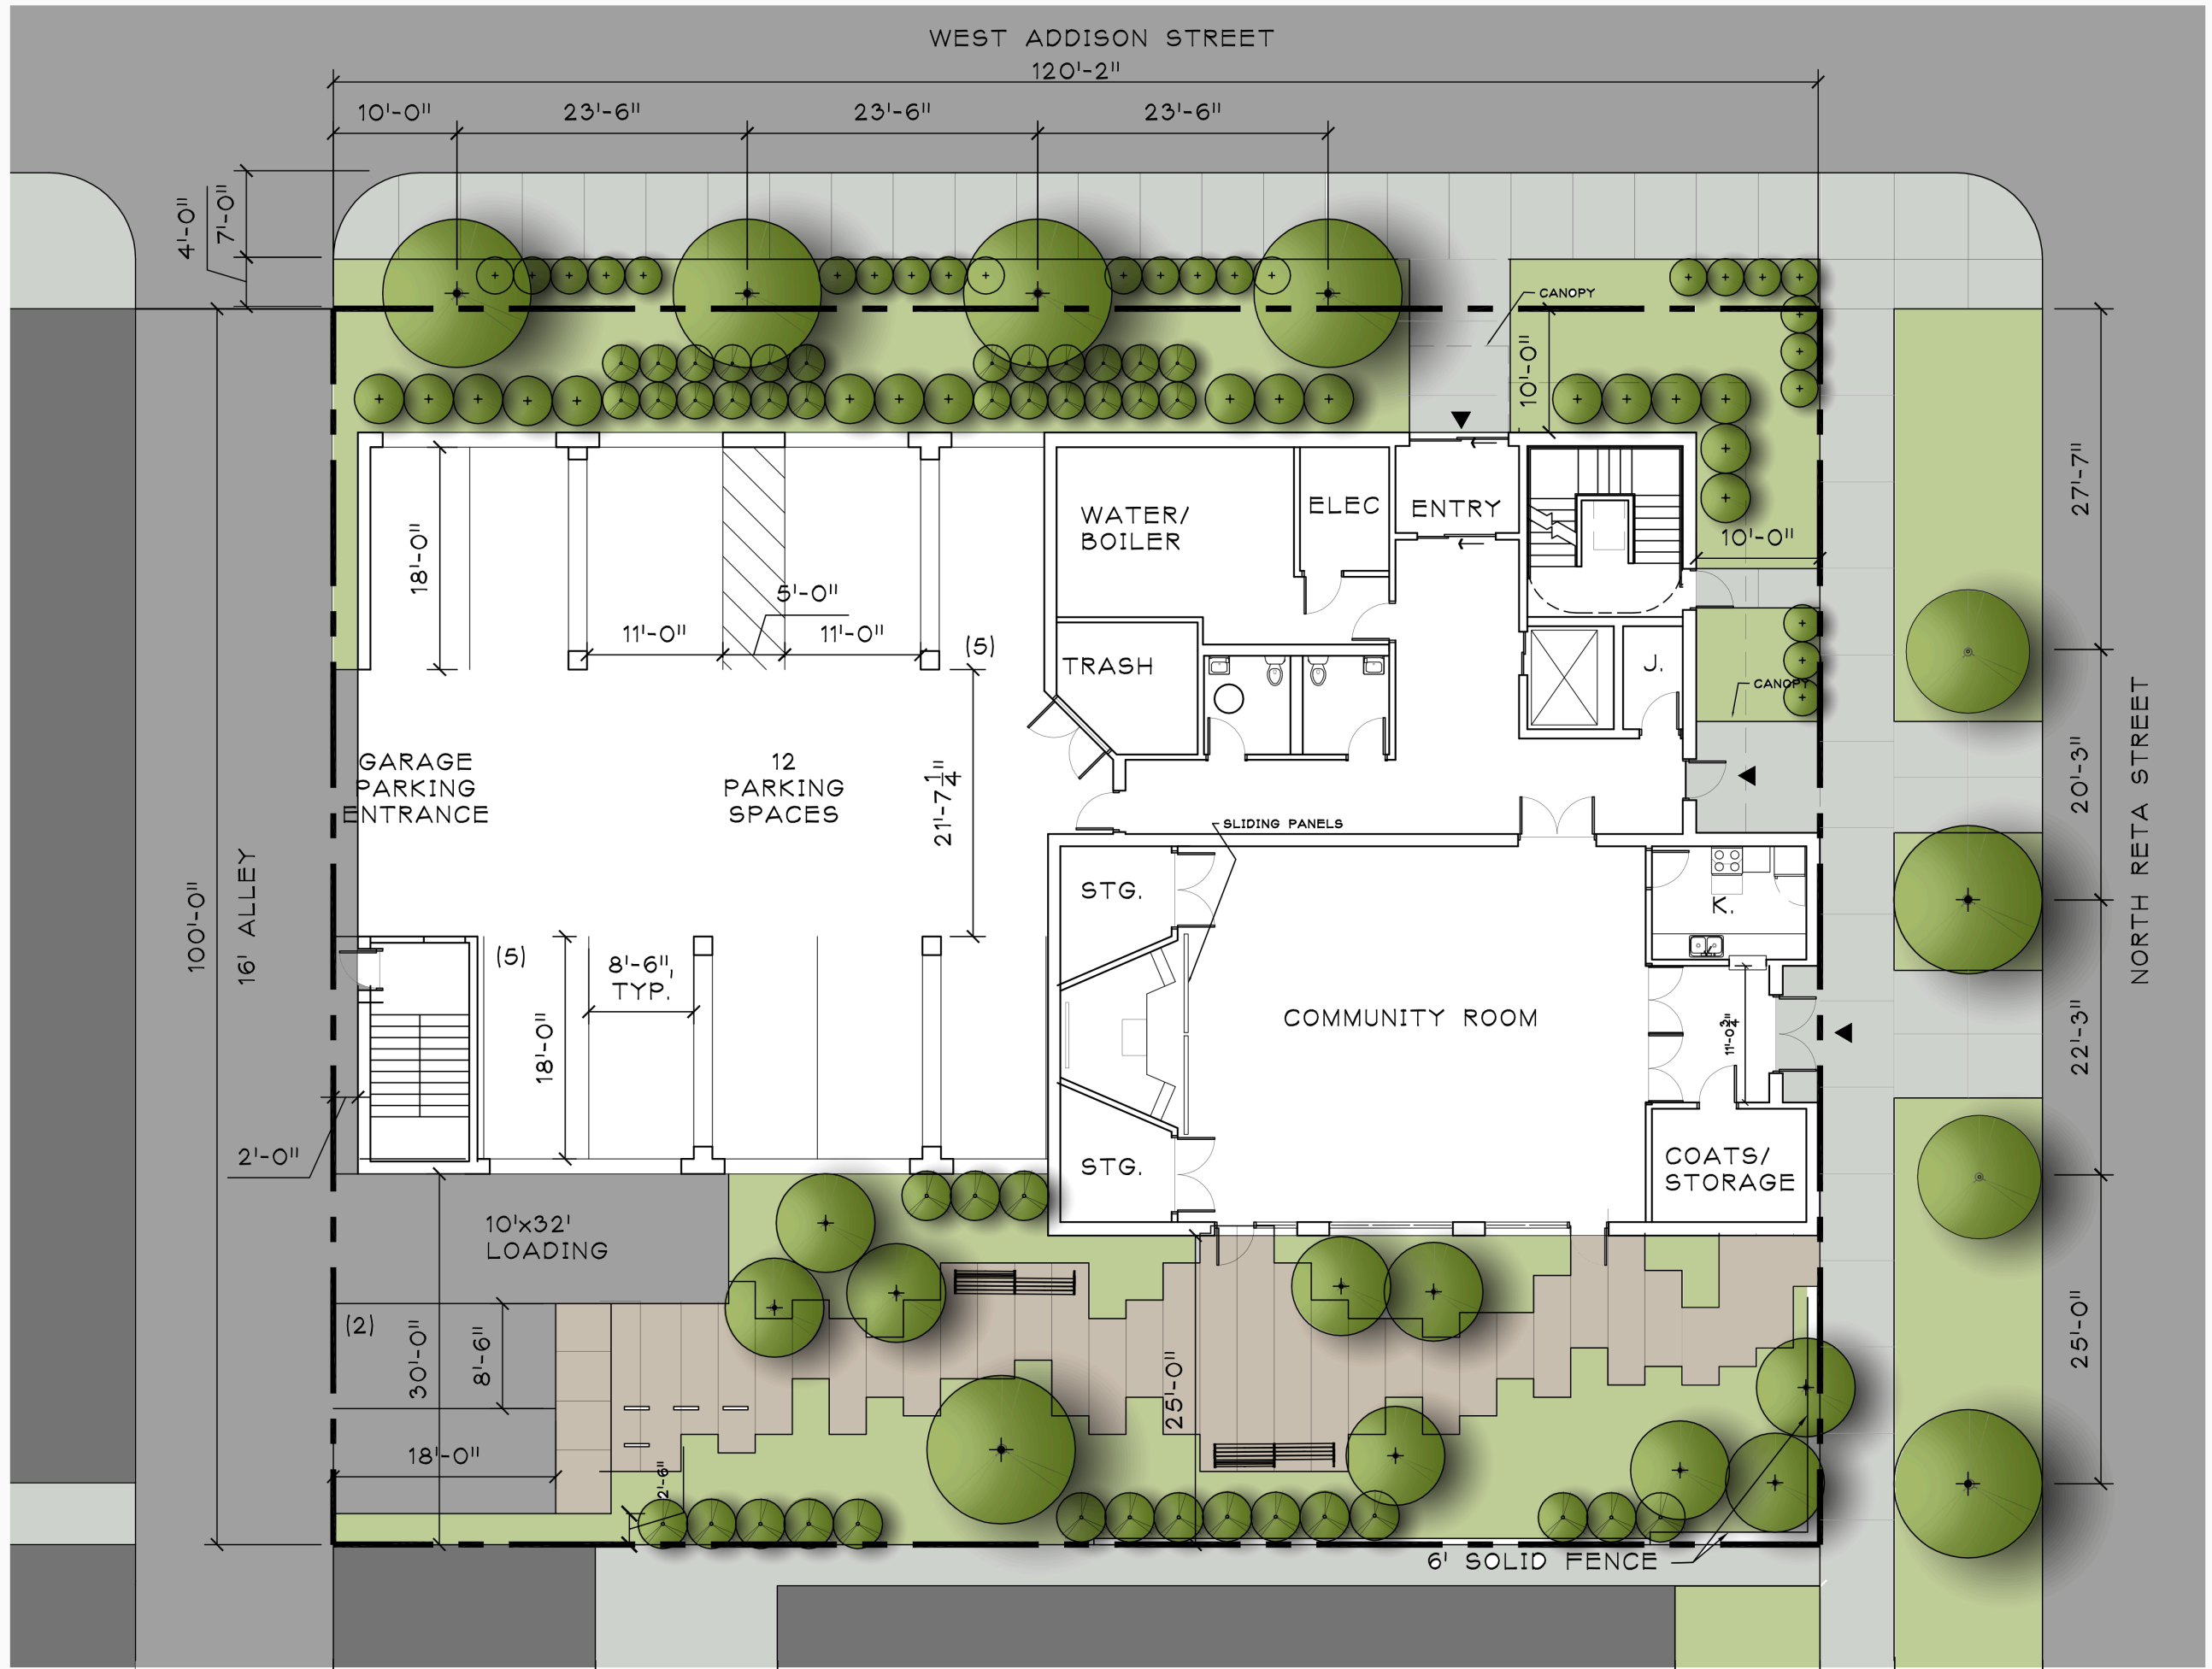 WEST ADDISON STREET
120'-2"
10'-0"
23'-6"
23'-6"
23'-6"
4'-0"
7'-0"
CANOPY
10'-0"
27'-7"
WATER/
BOILER
ELEC
ENTRY
10'-0"
18'-0"
5'-0"
11'-0"
11'-0"
(5)
TRASH
J.
CANOPY
GARAGE
PARKING
ENTRANCE
12
PARKING
SPACES
21'-7 1/4"
20'-3"
NORTH RETA STREET
SLIDING PANELS
100'-0"
16' ALLEY
STG.
K.
(5)
8'-6",
TYP.
18'-0"
COMMUNITY ROOM
11'-0 3/4"
22'-3"
2'-0"
STG.
COATS/
STORAGE
10'x32'
LOADING
(2)
30'-0"
8'-6"
25'-0"
25'-0"
18'-0"
2'-6"
6' SOLID FENCE